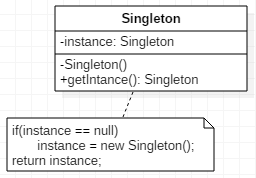 Singleton
-instance: Singleton
-Singleton()
+getIntance(): Singleton
if(instance == null)
instance = new Singleton();
return instance;